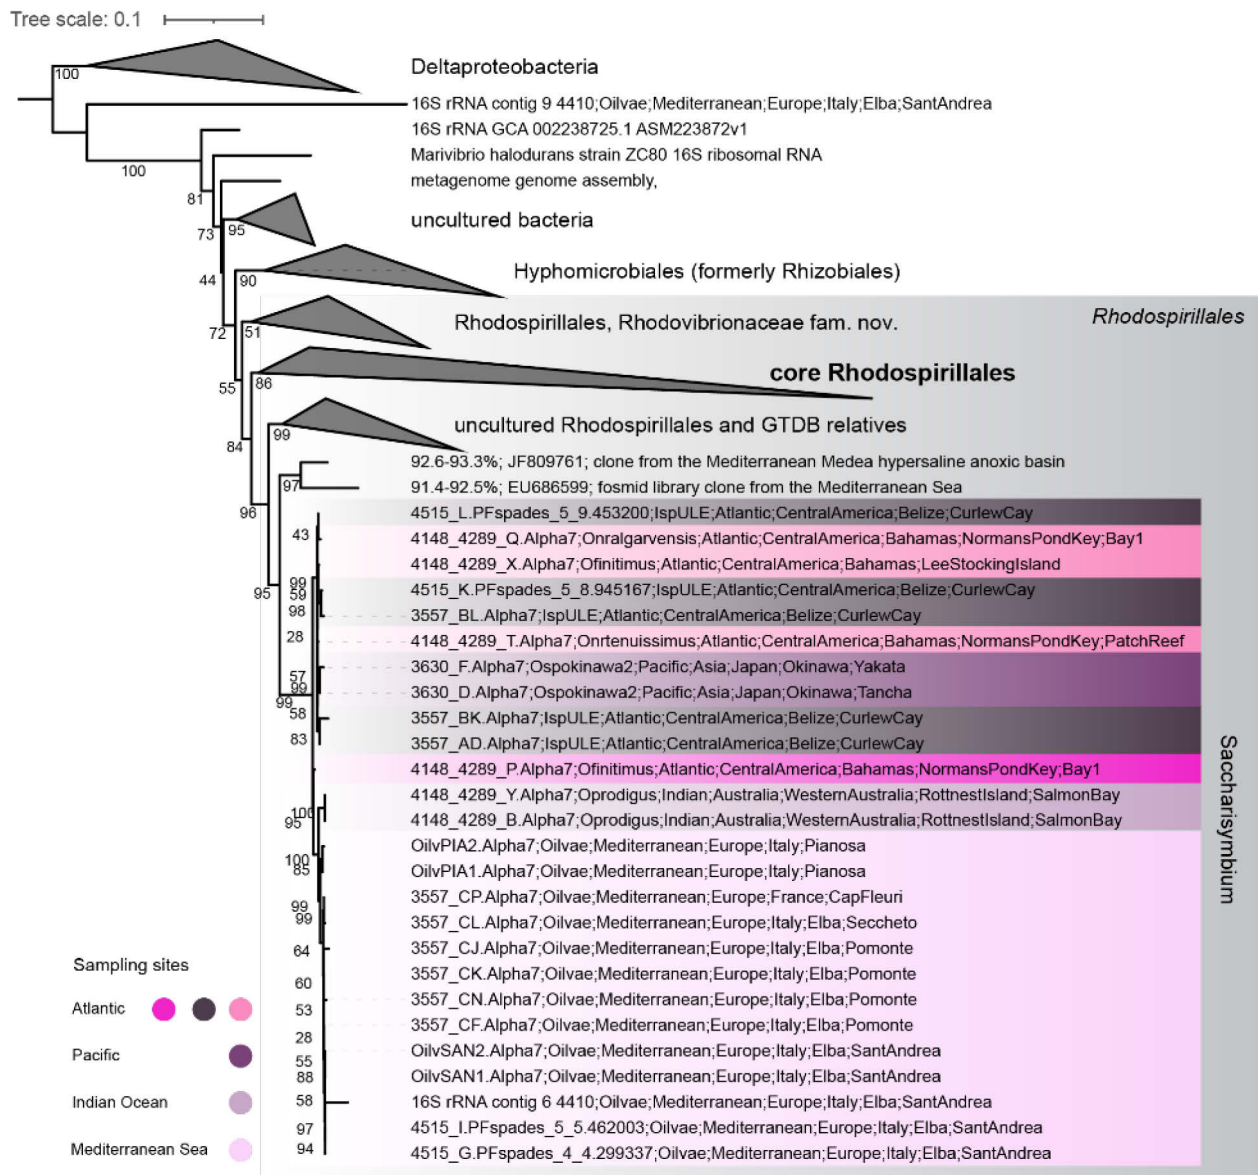 Tree scale: 0.1
100
Deltaproteobacteria
16S rRNA contig 9 4410;Oilvae;Mediterranean;Europe;Italy;Elba;SantAndrea
16S rRNA GCA 002238725.1 ASM223872v1
100
Marivibrio halodurans strain ZC80 16S ribosomal RNA
metagenome genome assembly,
81
uncultured bacteria
73
95
Hyphomicrobiales (formerly Rhizobiales)
44
90
Rhodospirillales
Rhodospirillales, Rhodovibrionaceae fam. nov.
72
51
core Rhodospirillales
55
86
uncultured Rhodospirillales and GTDB relatives
99
84
92.6-93.3%; JF809761; clone from the Mediterranean Medea hypersaline anoxic basin
97
91.4-92.5%; EU686599; fosmid library clone from the Mediterranean Sea
96
4515_L.PFspades_5_9.453200;IspULE;Atlantic;CentralAmerica;Belize;CurlewCay
43
4148_4289_Q.Alpha7;Onralgarvensis;Atlantic;CentralAmerica;Bahamas;NormansPondKey;Bay1
4148_4289_X.Alpha7;Ofinitimus;Atlantic;CentralAmerica;Bahamas;LeeStockingIsland
99
95
59
4515_K.PFspades_5_8.945167;IspULE;Atlantic;CentralAmerica;Belize;CurlewCay
98
3557_BL.Alpha7;IspULE;Atlantic;CentralAmerica;Belize;CurlewCay
28
4148_4289_T.Alpha7;Onrtenuissimus;Atlantic;CentralAmerica;Bahamas;NormansPondKey;PatchReef
3630_F.Alpha7;Ospokinawa2;Pacific;Asia;Japan;Okinawa;Yakata
57
99
3630_D.Alpha7;Ospokinawa2;Pacific;Asia;Japan;Okinawa;Tancha
99
58
3557_BK.Alpha7;IspULE;Atlantic;CentralAmerica;Belize;CurlewCay
83
3557_AD.Alpha7;IspULE;Atlantic;CentralAmerica;Belize;CurlewCay
4148_4289_P.Alpha7;Ofinitimus;Atlantic;CentralAmerica;Bahamas;NormansPondKey;Bay1
4148_4289_Y.Alpha7;Oprodigus;Indian;Australia;WesternAustralia;RottnestIsland;SalmonBay
100
95
4148_4289_B.Alpha7;Oprodigus;Indian;Australia;WesternAustralia;RottnestIsland;SalmonBay
OilvPIA2.Alpha7;Oilvae;Mediterranean;Europe;Italy;Pianosa
100
85
OilvPIA1.Alpha7;Oilvae;Mediterranean;Europe;Italy;Pianosa
3557_CP.Alpha7;Oilvae;Mediterranean;Europe;France;CapFleuri
99
99
3557_CL.Alpha7;Oilvae;Mediterranean;Europe;Italy;Elba;Seccheto
64
3557_CJ.Alpha7;Oilvae;Mediterranean;Europe;Italy;Elba;Pomonte
60
3557_CK.Alpha7;Oilvae;Mediterranean;Europe;Italy;Elba;Pomonte
53
3557_CN.Alpha7;Oilvae;Mediterranean;Europe;Italy;Elba;Pomonte
28
3557_CF.Alpha7;Oilvae;Mediterranean;Europe;Italy;Elba;Pomonte
55
OilvSAN2.Alpha7;Oilvae;Mediterranean;Europe;Italy;Elba;SantAndrea
88
OilvSAN1.Alpha7;Oilvae;Mediterranean;Europe;Italy;Elba;SantAndrea
58
16S rRNA contig 6 4410;Oilvae;Mediterranean;Europe;Italy;Elba;SantAndrea
97
4515_I.PFspades_5_5.462003;Oilvae;Mediterranean;Europe;Italy;Elba;SantAndrea
94
4515_G.PFspades_4_4.299337;Oilvae;Mediterranean;Europe;Italy;Elba;SantAndrea
Saccharisymbium
Sampling sites
Atlantic
Pacific
Indian Ocean
Mediterranean Sea